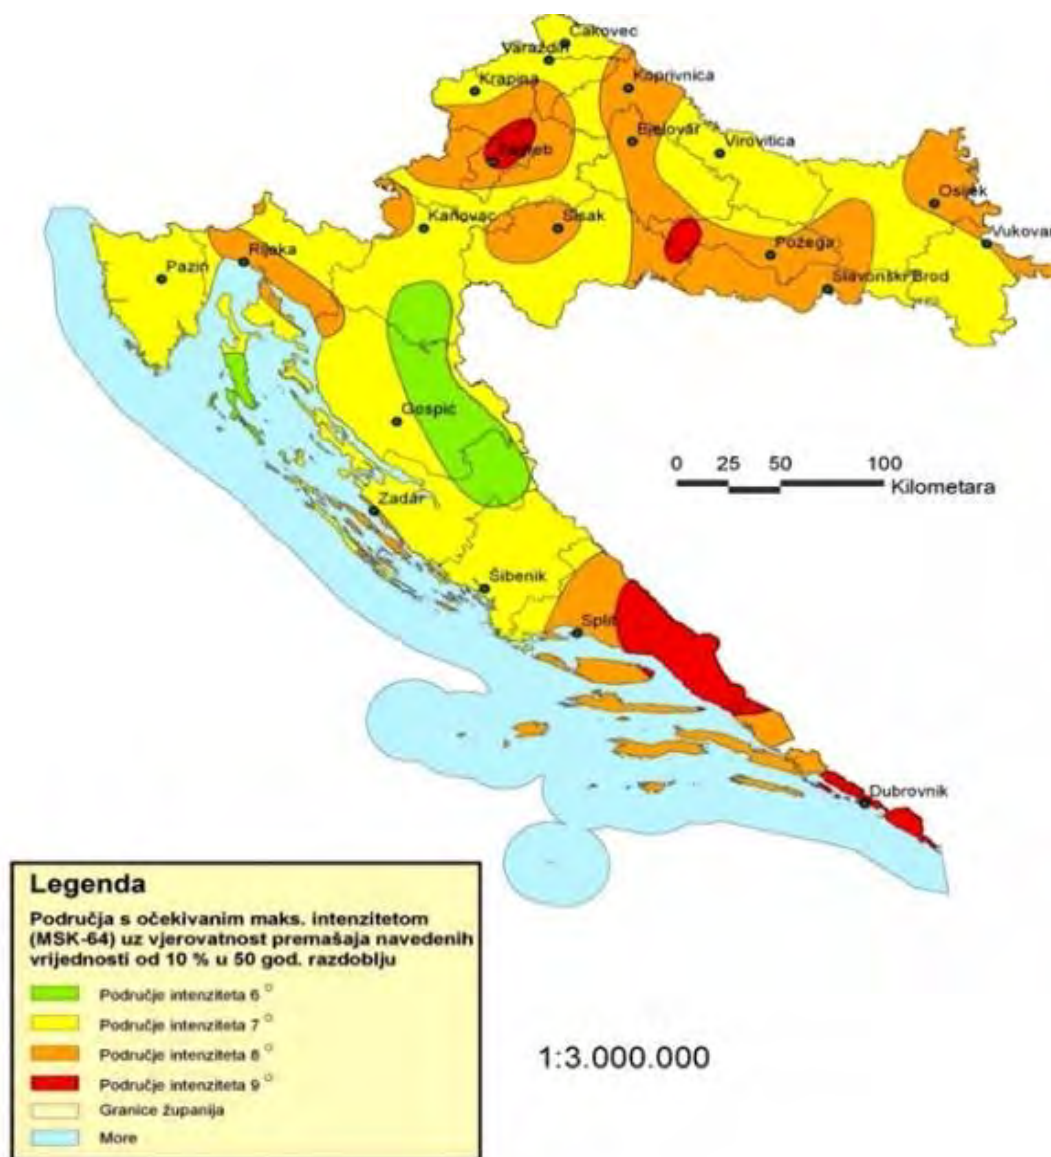 Čakovec
Varaždin
Krapina
Koprivnica
Bjelovar
Virovitica
Zagreb
Osijek
Karlovac
Sisak
Vukovar
Rijeka
Požega
Pazin
Slavonski Brod
Gospić
0 25 50 100
Kilometara
Zadar
Šibenik
Split
Dubrovnik
Legenda
Područja s očekivanim maks. intenzitetom
(MSK-64) uz vjerovatnost premašaja navedenih
vrijednosti od 10 % u 50 god. razdoblju
Područje intenziteta 6 °
Područje intenziteta 7 °
Područje intenziteta 8 °
Područje intenziteta 9 °
Granice županija
More
1:3.000.000